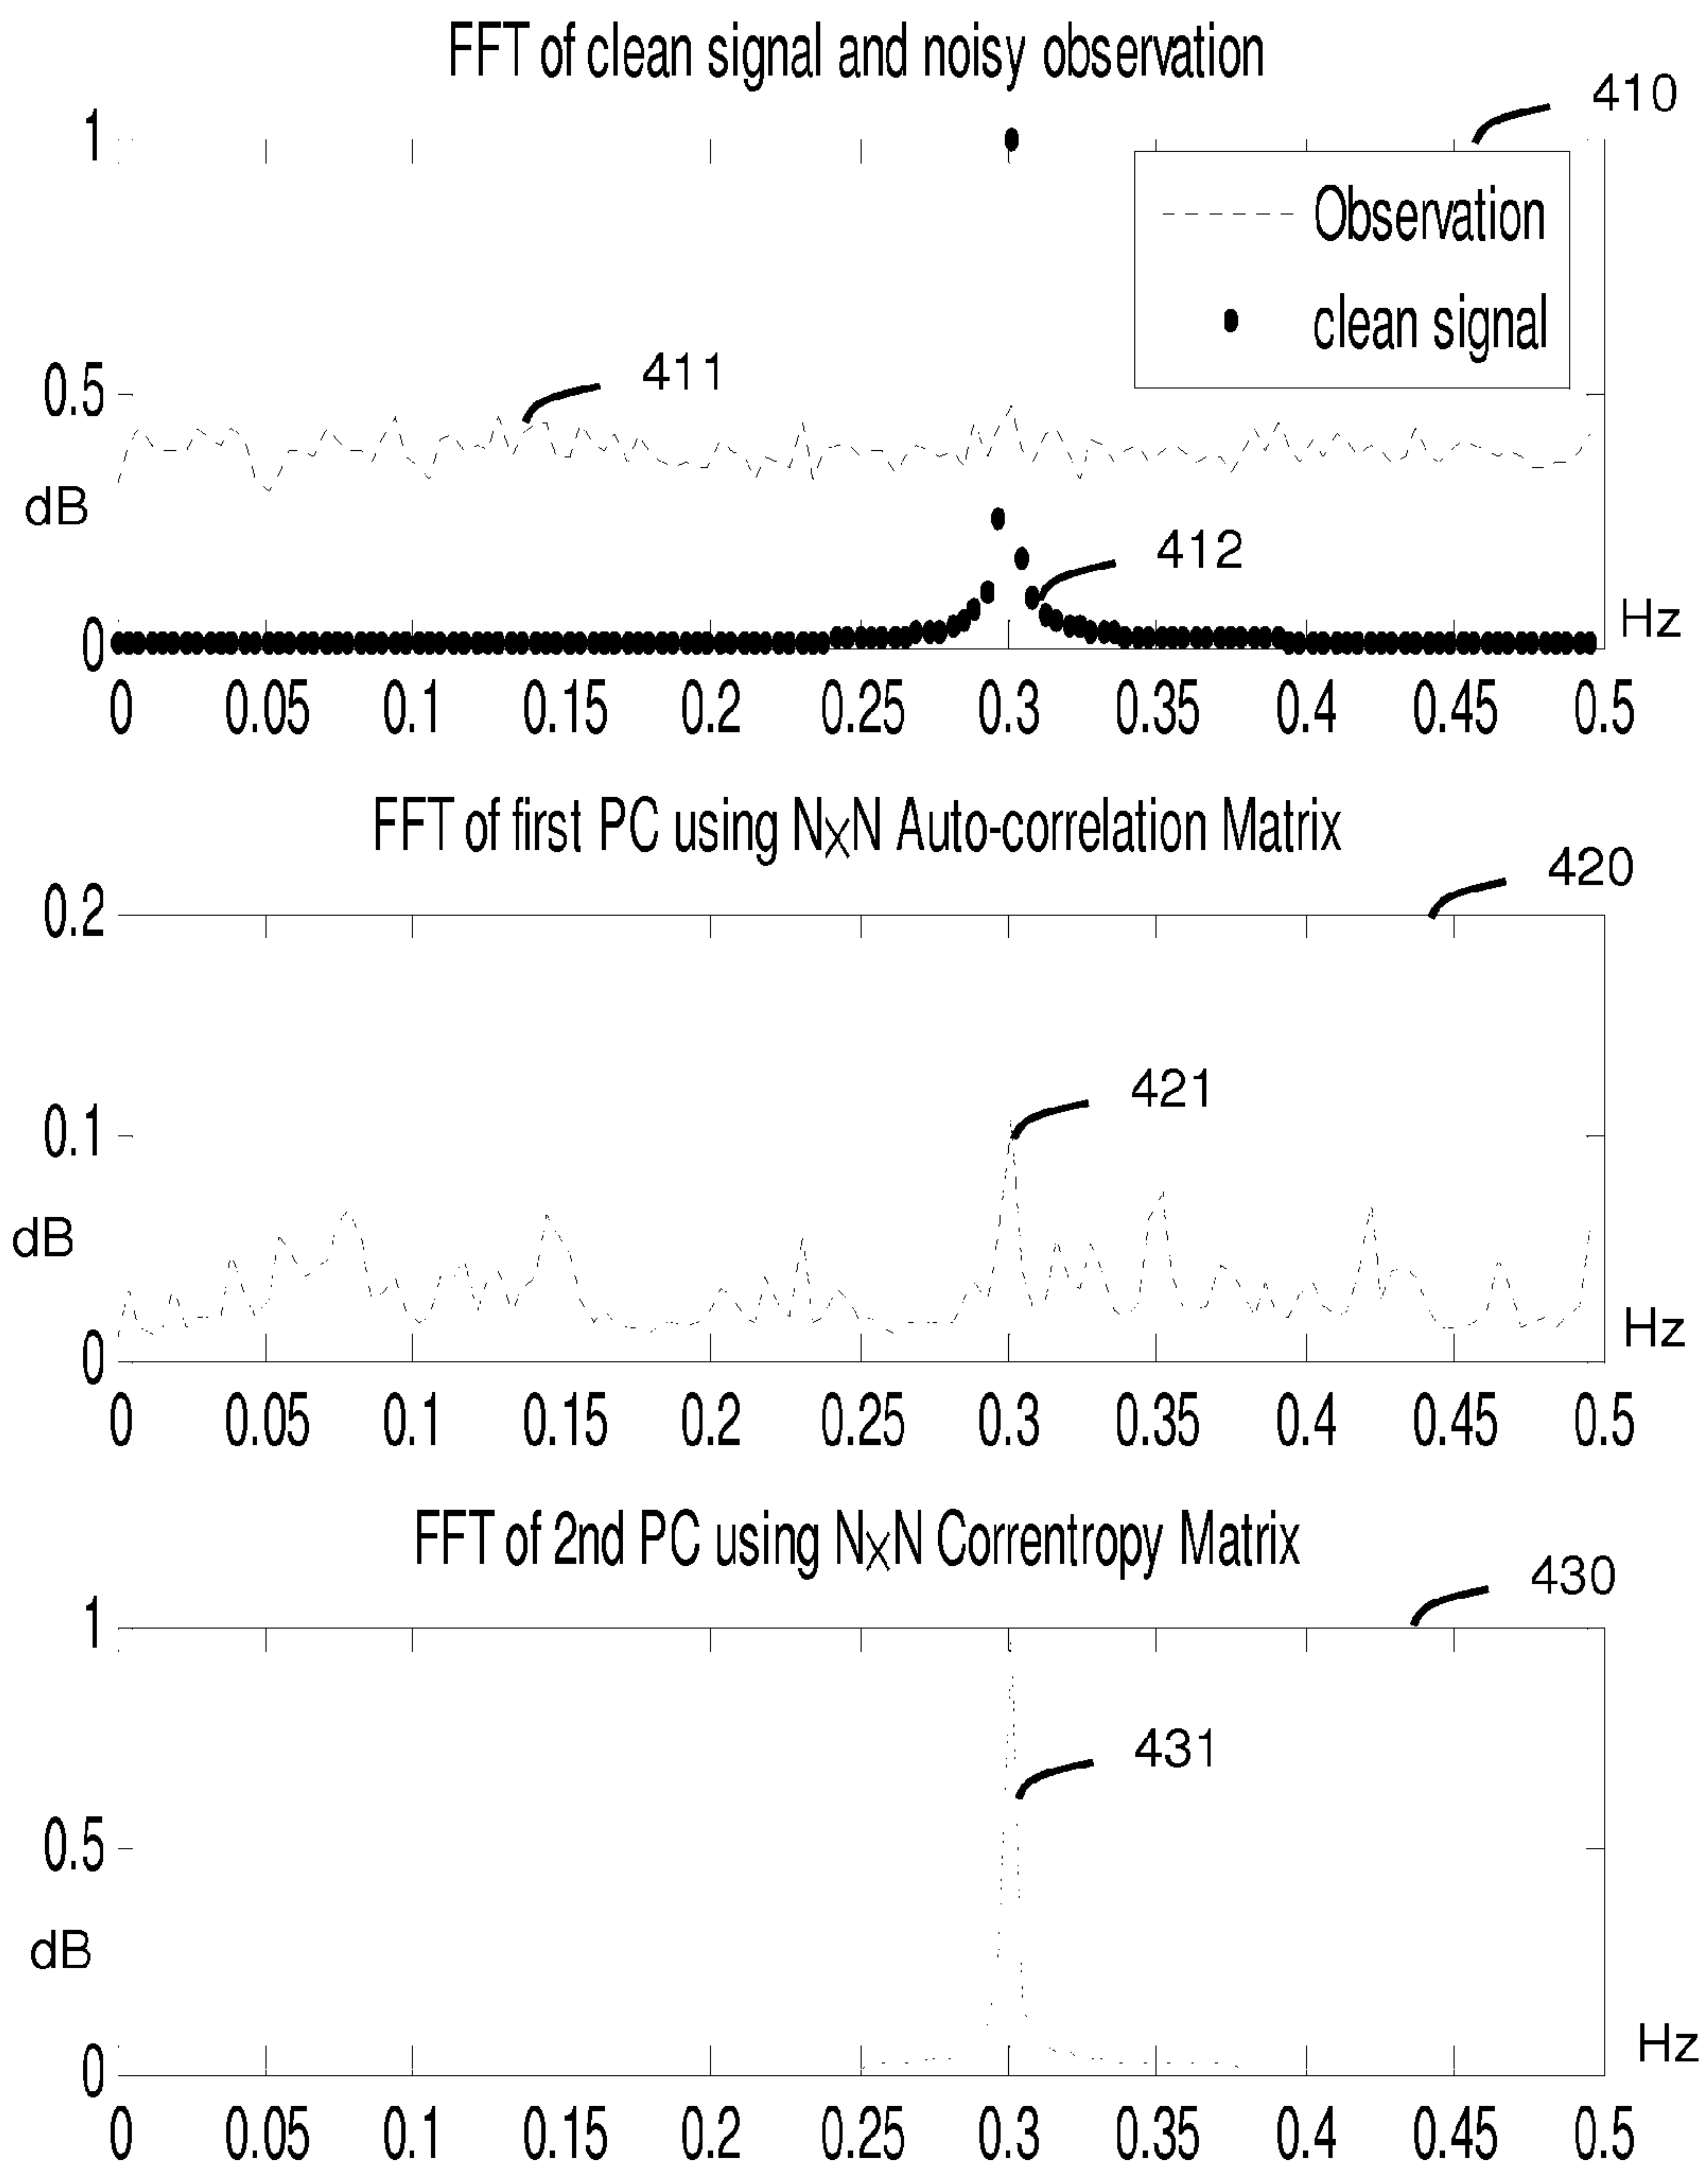 FFT of clean signal and noisy observation
410
1
Observation
clean signal
0.5
411
dB
412
0
Hz
0 0.05 0.1 0.15 0.2 0.25 0.3 0.35 0.4 0.45 0.5
FFT of first PC using N×N Auto-correlation Matrix
420
0.2
421
0.1
dB
0
Hz
0 0.05 0.1 0.15 0.2 0.25 0.3 0.35 0.4 0.45 0.5
FFT of 2nd PC using N×N Correntropy Matrix
430
1
431
0.5
dB
0
Hz
0 0.05 0.1 0.15 0.2 0.25 0.3 0.35 0.4 0.45 0.5